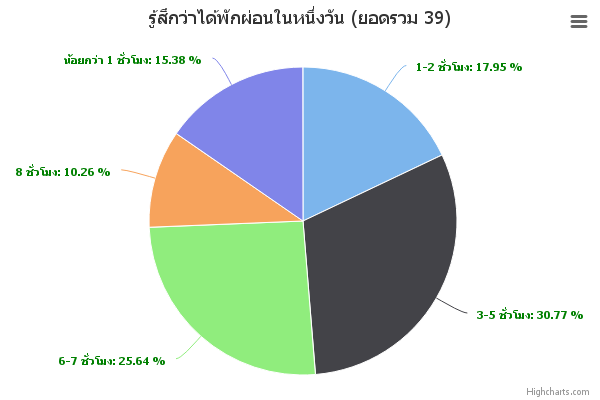 รู้สึกว่าได้พักผ่อนในหนึ่งวัน (ยอดรวม 39)
น้อยกว่า 1 ชั่วโมง: 15.38 %
1-2 ชั่วโมง: 17.95 %
8 ชั่วโมง: 10.26 %
3-5 ชั่วโมง: 30.77 %
6-7 ชั่วโมง: 25.64 %
Highcharts.com